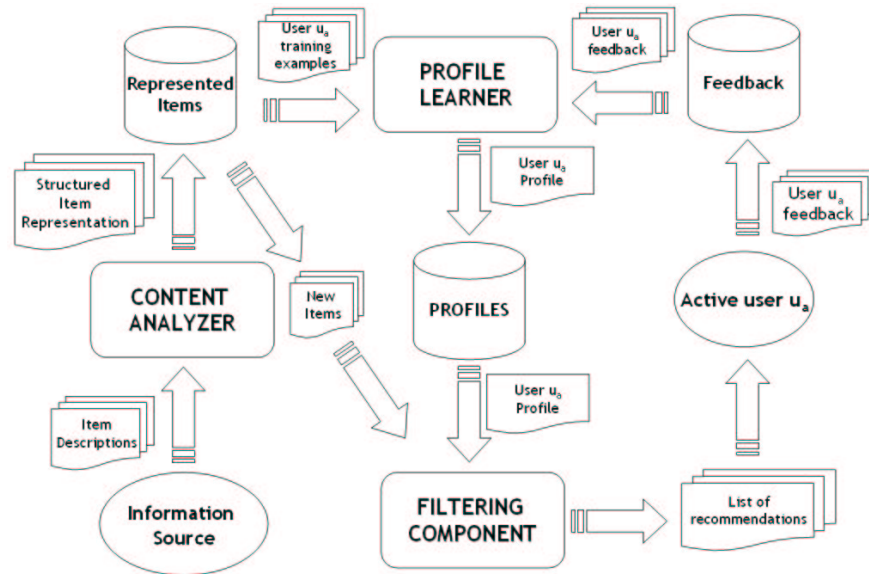 Represented
Items
User uₐ
training
examples
PROFILE
LEARNER
User uₐ
feedback
Feedback
Structured
Item
Representation
User uₐ
Profile
User uₐ
feedback
CONTENT
ANALYZER
New
Items
PROFILES
Active user uₐ
Item
Descriptions
User uₐ
Profile
Information
Source
FILTERING
COMPONENT
List of
recommendations